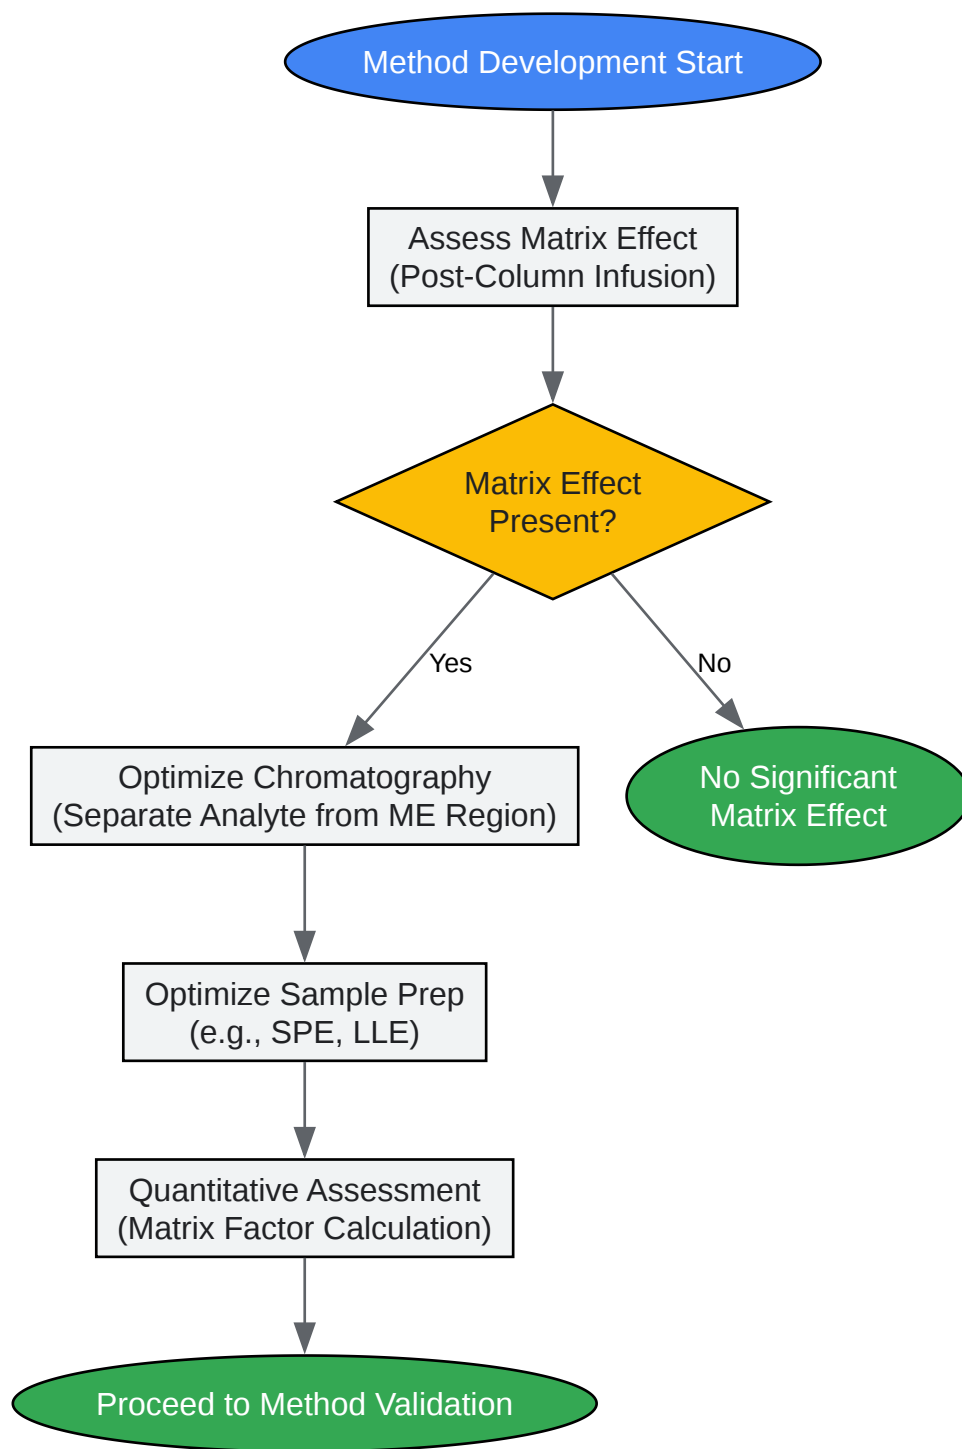 Method Development Start
Assess Matrix Effect
(Post-Column Infusion)
Matrix Effect
Present?
Yes
No
Optimize Chromatography
(Separate Analyte from ME Region)
No Significant
Matrix Effect
Optimize Sample Prep
(e.g., SPE, LLE)
Quantitative Assessment
(Matrix Factor Calculation)
Proceed to Method Validation